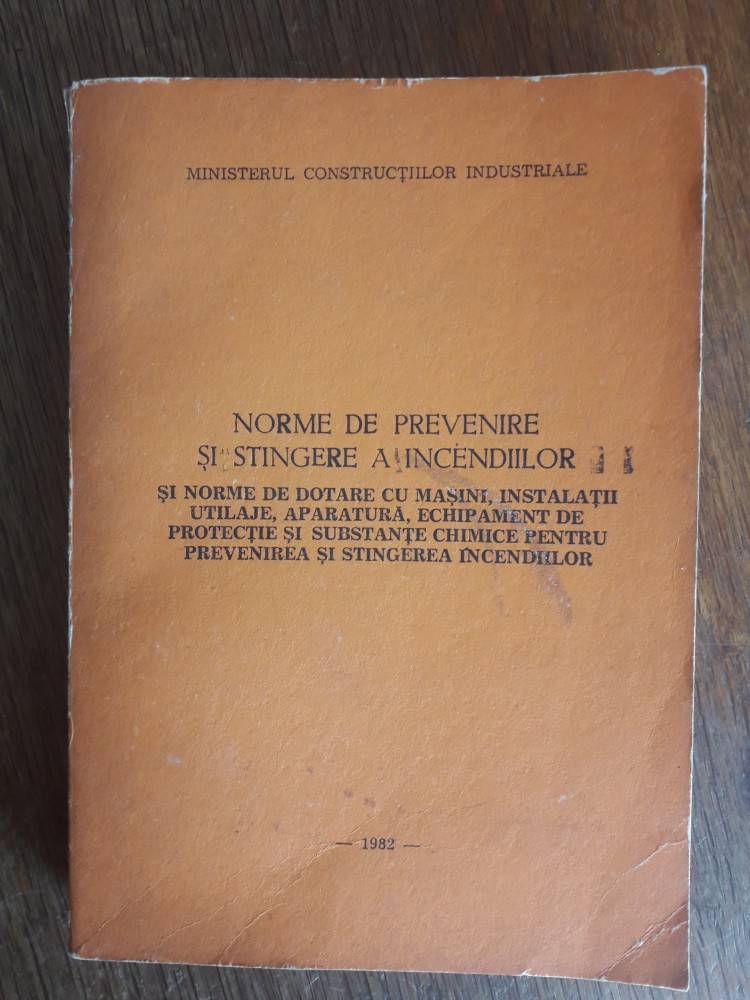 MINISTERUL CONSTRUCȚIILOR INDUSTRIALE
NORME DE PREVENIRE
ȘI STINGERE A INCENDIILOR
ȘI NORME DE DOTARE CU MAȘINI, INSTALAȚII
UTILAJE, APARATURĂ, ECHIPAMENT DE
PROTECȚIE ȘI SUBSTANȚE CHIMICE PENTRU
PREVENIREA ȘI STINGEREA INCENDIILOR
— 1982 —